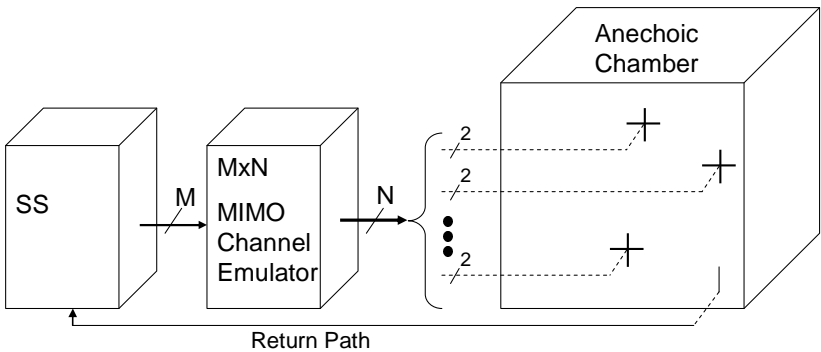 Anechoic
Chamber
SS
M
MxN
MIMO
Channel
Emulator
N
2
2
2
Return Path